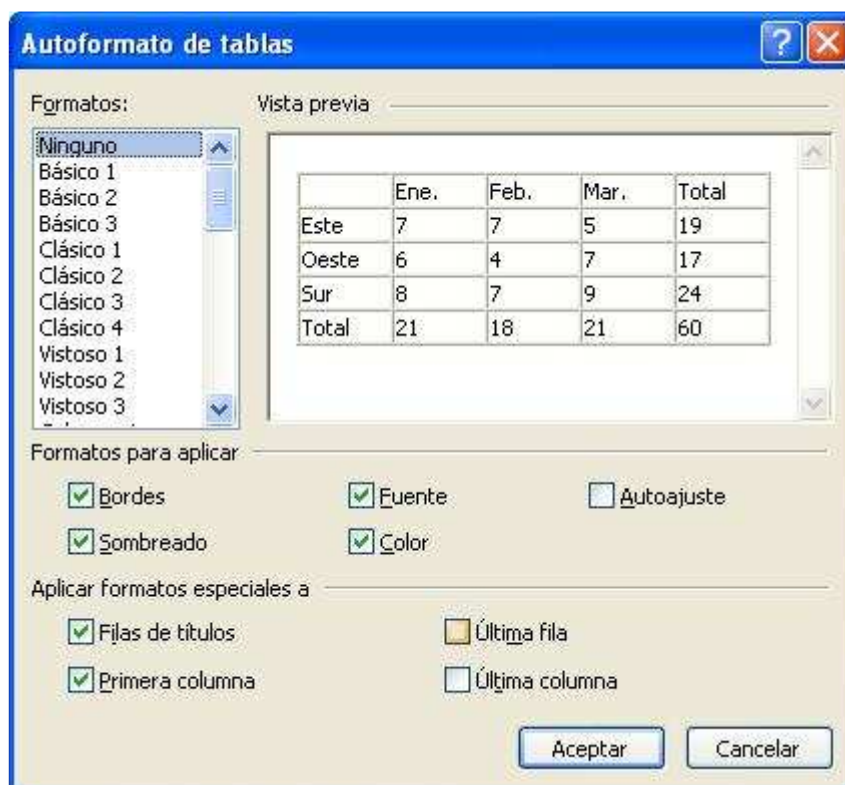 Autoformato de tablas
Formatos:
Ninguno
Básico 1
Básico 2
Básico 3
Clásico 1
Clásico 2
Clásico 3
Clásico 4
Vistoso 1
Vistoso 2
Vistoso 3
Vista previa
Ene. Feb. Mar. Total
Este 7 7 5 19
Oeste 6 4 7 17
Sur 8 7 9 24
Total 21 18 21 60
Formatos para aplicar
Bordes Fuente Autoajuste
Sombreado Color
Aplicar formatos especiales a
Filas de títulos Última fila
Primera columna Última columna
Aceptar Cancelar